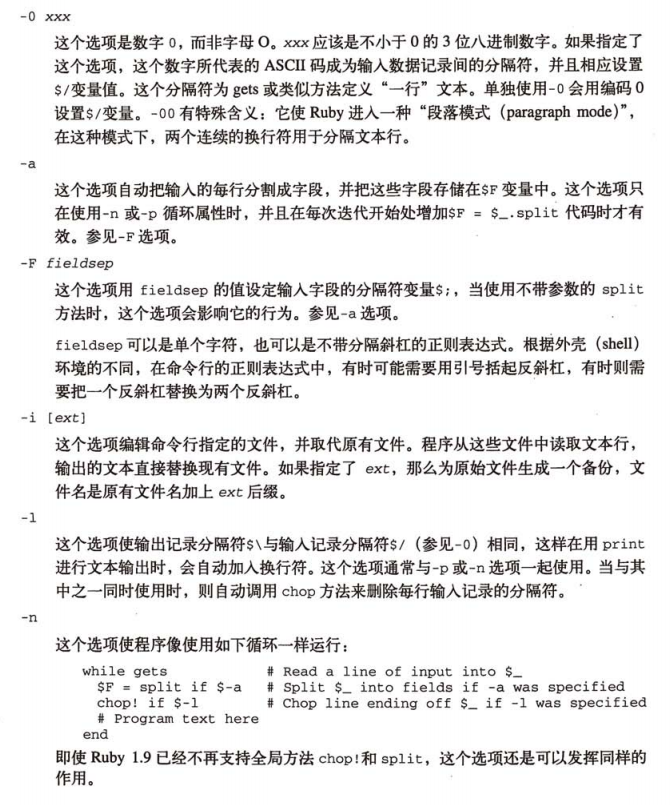 -0 xxx
这个选项是数字 0，而非字母 O。xxx 应该是不小于 0 的 3 位八进制数字。如果指定了
这个选项，这个数字所代表的 ASCII 码成为输入数据记录间的分隔符，并且相应设置
$/变量值。这个分隔符为 gets 或类似方法定义“一行”文本。单独使用-0 会用编码 0
设置$/变量。-00 有特殊含义：它使 Ruby 进入一种“段落模式（paragraph mode）”，
在这种模式下，两个连续的换行符用于分隔文本行。
-a
这个选项自动把输入的每行分割成字段，并把这些字段存储在$F 变量中。这个选项只
在使用-n 或-p 循环属性时，并且在每次迭代开始处增加$F = $_.split 代码时才有
效。参见-F 选项。
-F fieldsep
这个选项用 fieldsep 的值设定输入字段的分隔符变量$;，当使用不带参数的 split
方法时，这个选项会影响它的行为。参见-a 选项。
fieldsep 可以是单个字符，也可以是不带分隔斜杠的正则表达式。根据外壳（shell）
环境的不同，在命令行的正则表达式中，有时可能需要用引号括起反斜杠，有时则需
要把一个反斜杠替换为两个反斜杠。
-i [ext]
这个选项编辑命令行指定的文件，并取代原有文件。程序从这些文件中读取文本行，
输出的文本直接替换现有文件。如果指定了 ext，那么为原始文件生成一个备份，文
件名是原有文件名加上 ext 后缀。
-l
这个选项使输出记录分隔符$\与输入记录分隔符$/（参见-0）相同，这样在用 print
进行文本输出时，会自动加入换行符。这个选项通常与-p 或-n 选项一起使用。当与其
中之一同时使用时，则自动调用 chop 方法来删除每行输入记录的分隔符。
-n
这个选项使程序像使用如下循环一样运行：
while gets # Read a line of input into $_
$F = split if $-a # Split $_ into fields if -a was specified
chop! if $-l # Chop line ending off $_ if -l was specified
# Program text here
end
即使 Ruby 1.9 已经不再支持全局方法 chop!和 split，这个选项还是可以发挥同样的
作用。